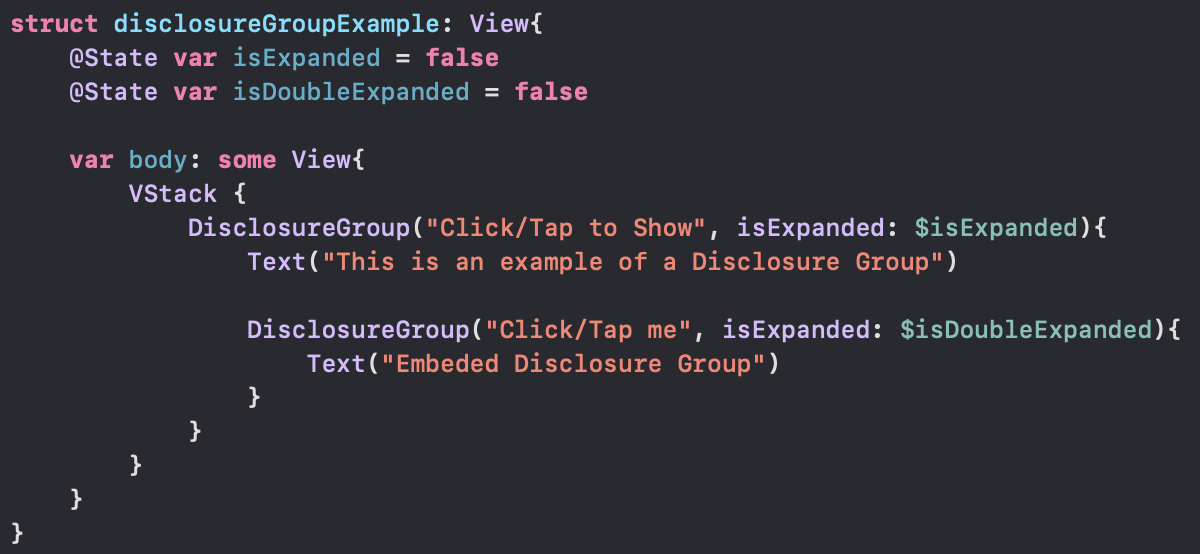 struct disclosureGroupExample: View{
    @State var isExpanded = false
    @State var isDoubleExpanded = false

    var body: some View{
        VStack {
            DisclosureGroup("Click/Tap to Show", isExpanded: $isExpanded){
                Text("This is an example of a Disclosure Group")

                DisclosureGroup("Click/Tap me", isExpanded: $isDoubleExpanded){
                    Text("Embeded Disclosure Group")
                }
            }
        }
    }
}